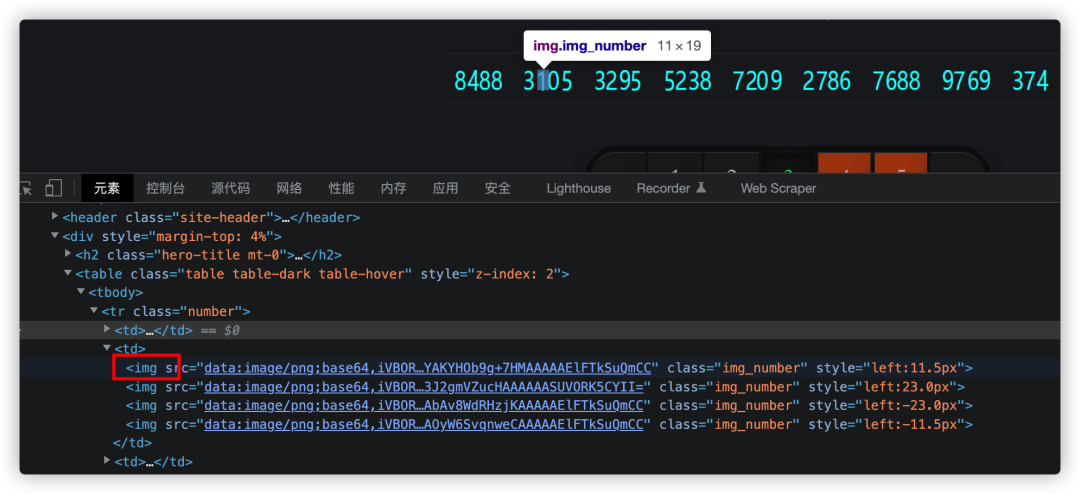 img.img_number 11×19
8488 3105 3295 5238 7209 2786 7688 9769 374
元素 控制台 源代码 网络 性能 内存 应用 安全 Lighthouse Recorder Web Scraper
<header class="site-header">…</header>
<div style="margin-top: 4%">
<h2 class="hero-title mt-0">…</h2>
<table class="table table-dark table-hover" style="z-index: 2">
<tbody>
<tr class="number">
<td>…</td> == $0
<td>
<img src="data:image/png;base64,iVBOR…YAKYHOb9g+7HMAAAAAElFTkSuQmCC" class="img_number" style="left:11.5px">
<img src="data:image/png;base64,iVBOR…3J2gmVZucHAAAAAASUVORK5CYII=" class="img_number" style="left:23.0px">
<img src="data:image/png;base64,iVBOR…AbAv8WdRHzjKAAAAAElFTkSuQmCC" class="img_number" style="left:-23.0px">
<img src="data:image/png;base64,iVBOR…AOyW6SvqnweCAAAAAElFTkSuQmCC" class="img_number" style="left:-11.5px">
</td>
<td>…</td>